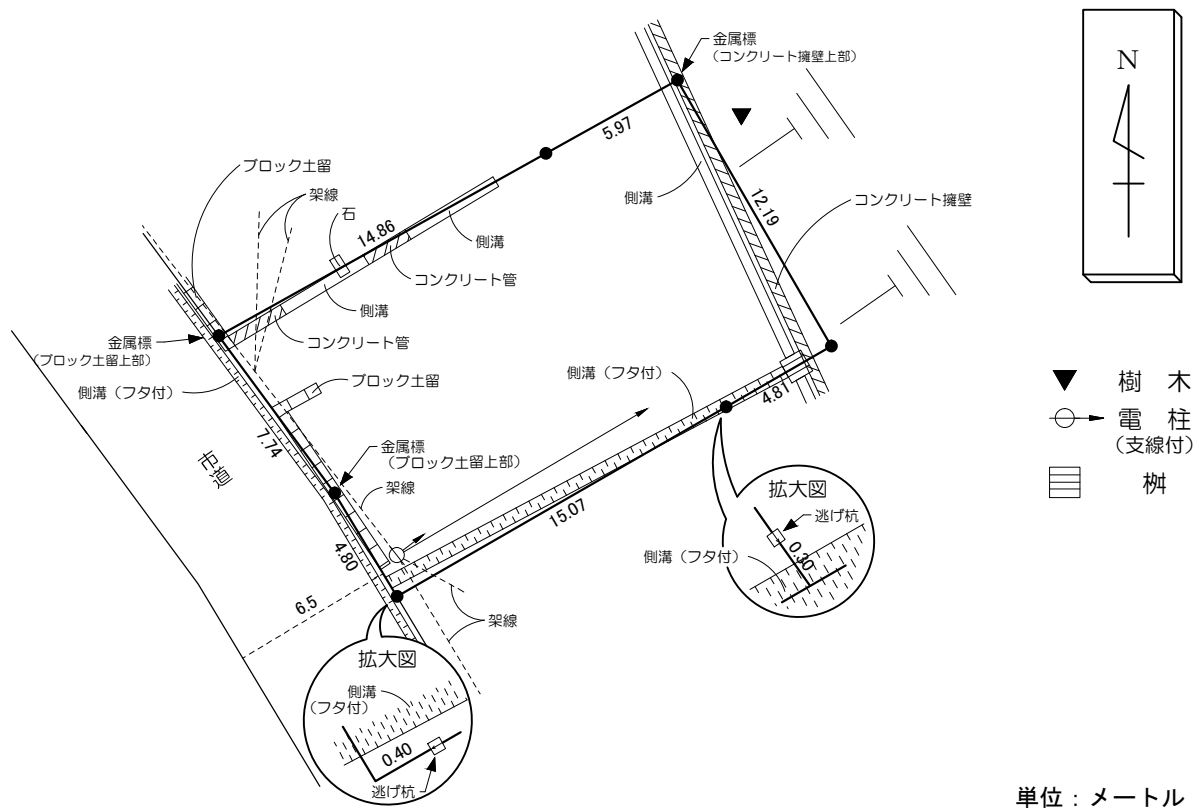 金属標
(コンクリート擁壁上部)
N
5.97
ブロック土留
架線
石
側溝
12.19
コンクリート擁壁
14.86
側溝
コンクリート管
側溝
金属標
(ブロック土留上部)
コンクリート管
側溝(フタ付)
ブロック土留
側溝(フタ付)
4.81
樹 木
電 柱
(支線付)
桝
7.74
市道
金属標
(ブロック土留上部)
架線
15.07
拡大図
逃げ杭
0.30
側溝(フタ付)
4.80
6.5
架線
拡大図
側溝
(フタ付)
0.40
逃げ杭
単位:メートル